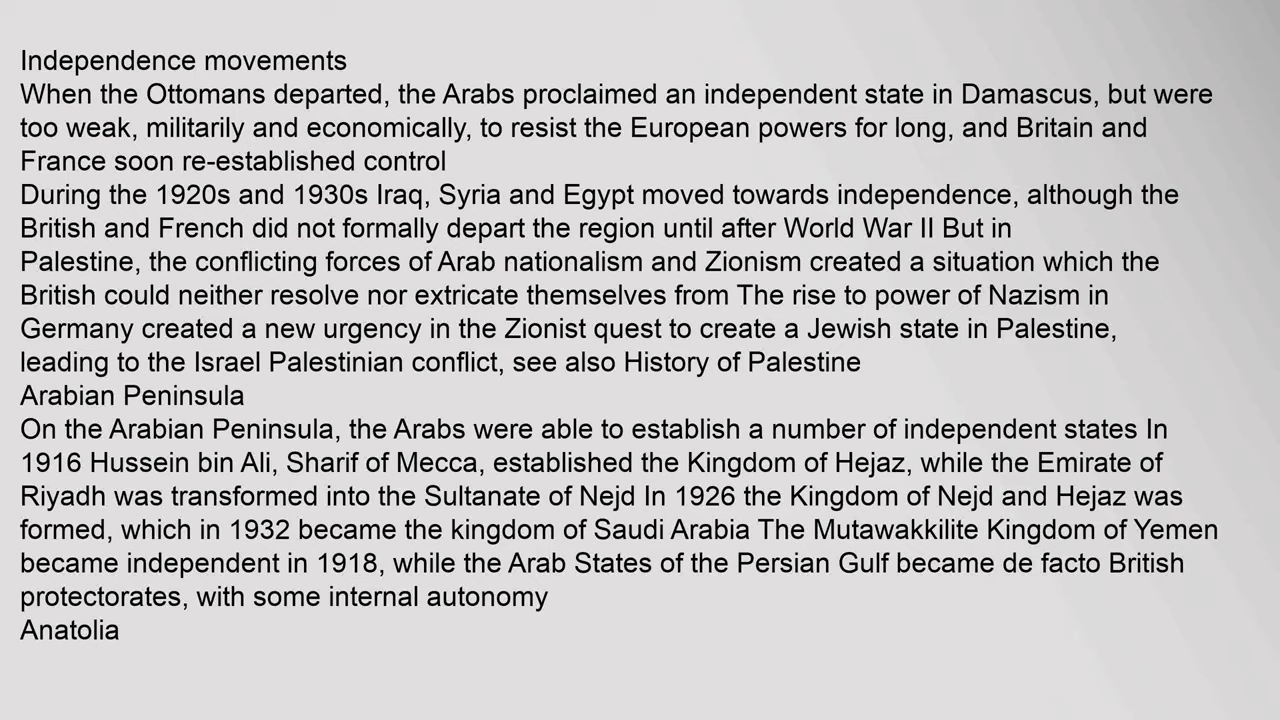 Independence movements
When the Ottomans departed, the Arabs proclaimed an independent state in Damascus, but were
too weak, militarily and economically, to resist the European powers for long, and Britain and
France soon re-established control
During the 1920s and 1930s Iraq, Syria and Egypt moved towards independence, although the
British and French did not formally depart the region until after World War II But in
Palestine, the conflicting forces of Arab nationalism and Zionism created a situation which the
British could neither resolve nor extricate themselves from The rise to power of Nazism in
Germany created a new urgency in the Zionist quest to create a Jewish state in Palestine,
leading to the Israel Palestinian conflict, see also History of Palestine
Arabian Peninsula
On the Arabian Peninsula, the Arabs were able to establish a number of independent states In
1916 Hussein bin Ali, Sharif of Mecca, established the Kingdom of Hejaz, while the Emirate of
Riyadh was transformed into the Sultanate of Nejd In 1926 the Kingdom of Nejd and Hejaz was
formed, which in 1932 became the kingdom of Saudi Arabia The Mutawakkilite Kingdom of Yemen
became independent in 1918, while the Arab States of the Persian Gulf became de facto British
protectorates, with some internal autonomy
Anatolia